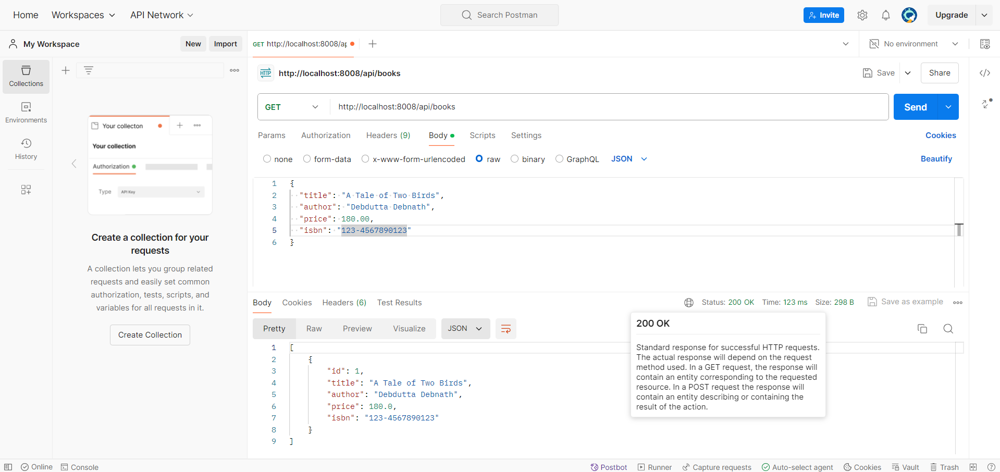 Home Workspaces API Network Search Postman Invite Upgrade
My Workspace New Import GET http://localhost:8008/ap No environment
Collections
Environments
History
Your collecton
Your collection
Authorization
Type API Key
Create a collection for your
requests
A collection lets you group related
requests and easily set common
authorization, tests, scripts, and
variables for all requests in it.
Create Collection
HTTP http://localhost:8008/api/books Save Share
GET http://localhost:8008/api/books Send
Params Authorization Headers (9) Body Scripts Settings Cookies
none form-data x-www-form-urlencoded raw binary GraphQL JSON Beautify
1 {
2 "title": "A Tale of Two Birds",
3 "author": "Debdutta Debnath",
4 "price": 180.00,
5 "isbn": "123-4567890123"
6 }
Body Cookies Headers (6) Test Results Status: 200 OK Time: 123 ms Size: 298 B Save as example
Pretty Raw Preview Visualize JSON
1 [
2 {
3 "id": 1,
4 "title": "A Tale of Two Birds",
5 "author": "Debdutta Debnath",
6 "price": 180.0,
7 "isbn": "123-4567890123"
8 }
9 ]
200 OK
Standard response for successful HTTP requests.
The actual response will depend on the request
method used. In a GET request, the response will
contain an entity corresponding to the requested
resource. In a POST request the response will
contain an entity describing or containing the
result of the action.
Online Console Postbot Runner Capture requests Auto-select agent Cookies Vault Trash